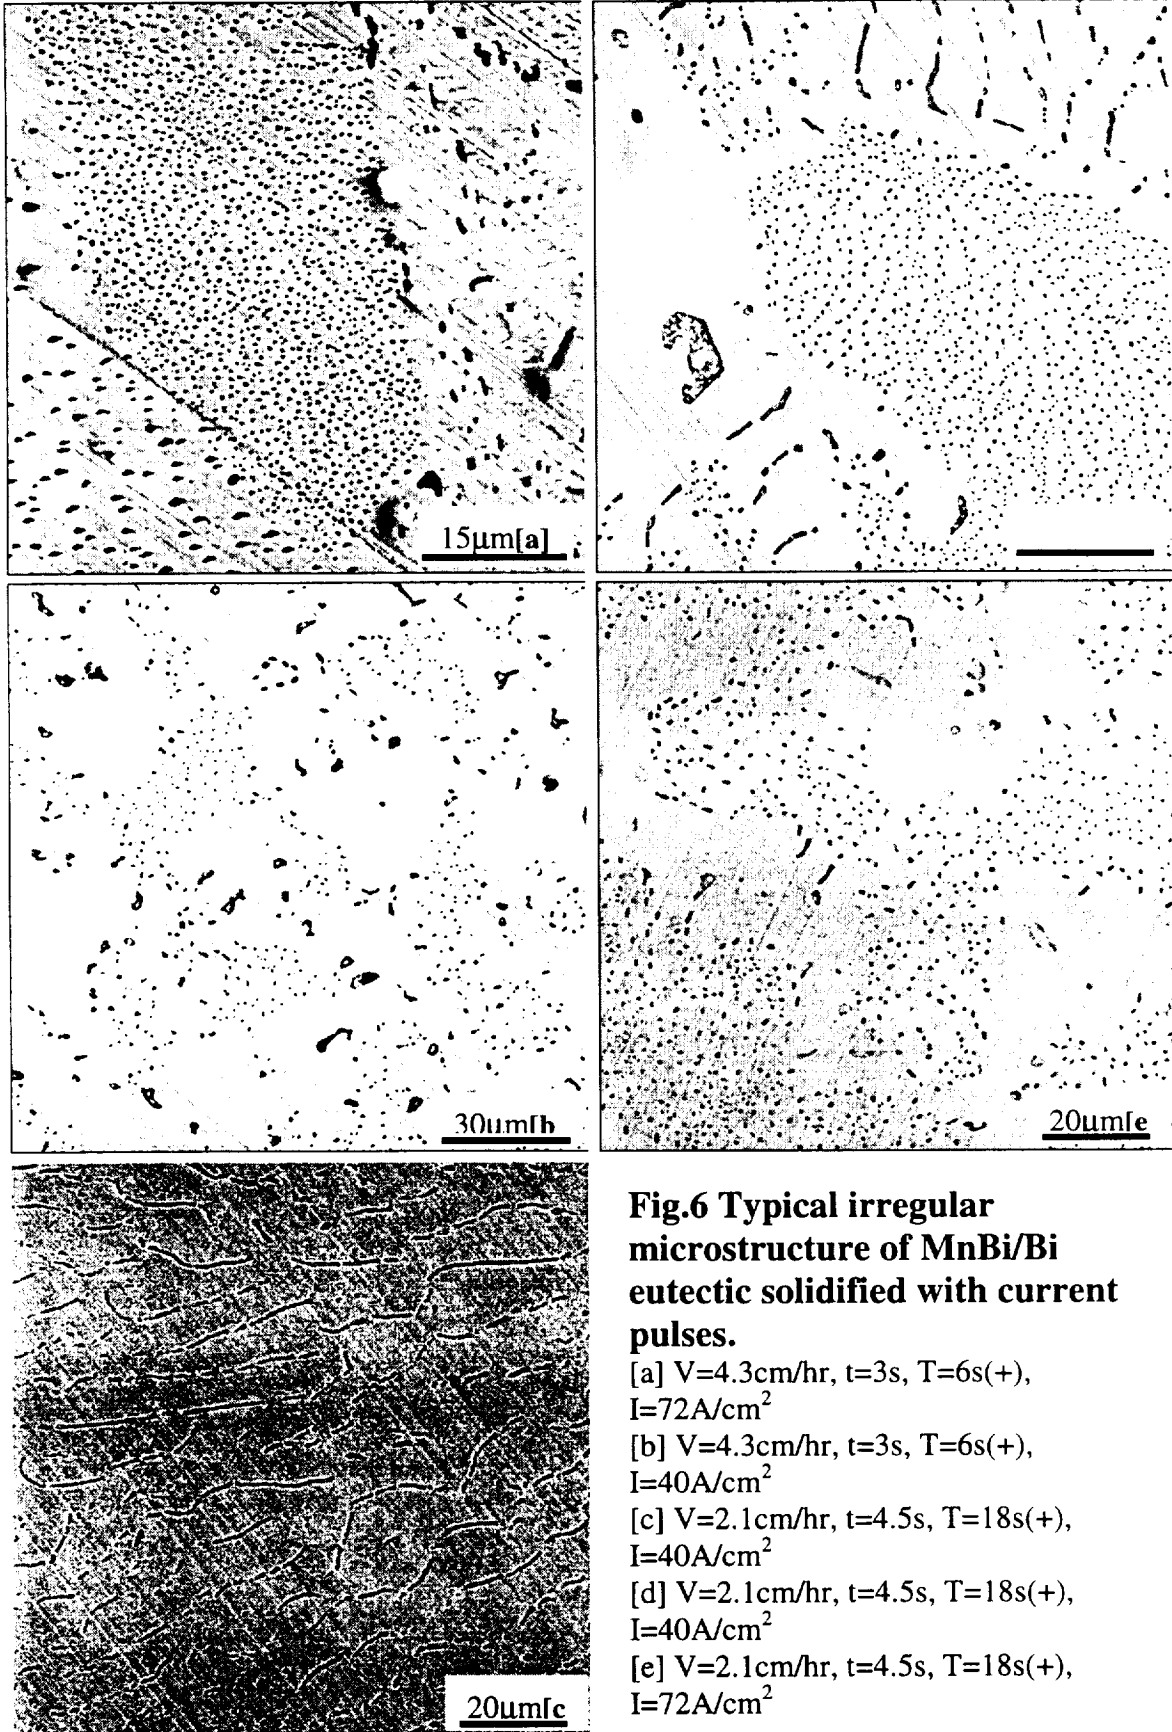 15µm[a]
30µm[b
20µm[e
20µm[c
Fig.6 Typical irregular
microstructure of MnBi/Bi
eutectic solidified with current
pulses.
[a] V=4.3cm/hr, t=3s, T=6s(+),
I=72A/cm²
[b] V=4.3cm/hr, t=3s, T=6s(+),
I=40A/cm²
[c] V=2.1cm/hr, t=4.5s, T=18s(+),
I=40A/cm²
[d] V=2.1cm/hr, t=4.5s, T=18s(+),
I=40A/cm²
[e] V=2.1cm/hr, t=4.5s, T=18s(+),
I=72A/cm²